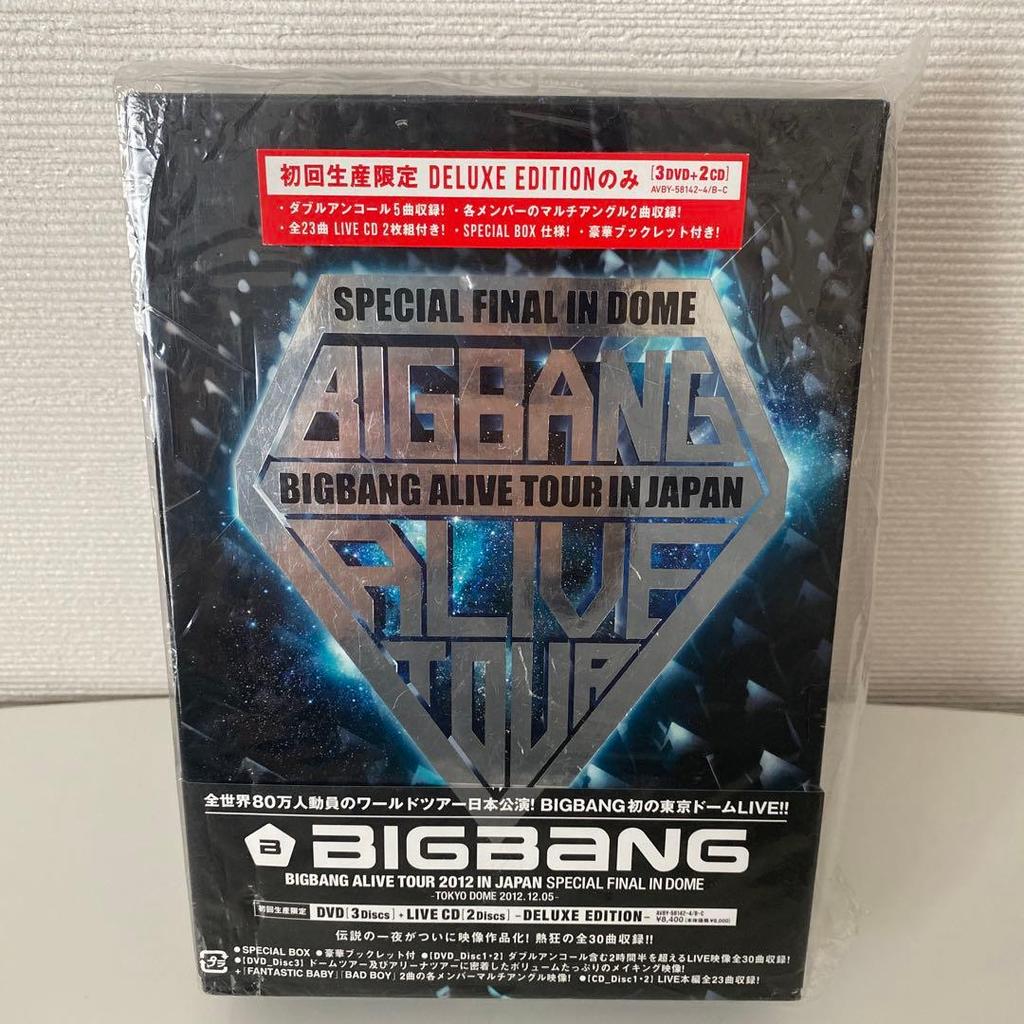 初回生産限定 DELUXE EDITIONのみ [3DVD+2CD]
AVBY-58142~4/B~C
・ダブルアンコール5曲収録! ・各メンバーのマルチアングル2曲収録!
・全23曲 LIVE CD 2枚組付き! ・SPECIAL BOX 仕様! ・豪華ブックレット付き!
SPECIAL FINAL IN DOME
BIGBANG
BIGBANG ALIVE TOUR IN JAPAN
ALIVE
TOUR
全世界80万人動員のワールドツアー日本公演! BIGBANG初の東京ドームLIVE!!
B BIGBANG
BIGBANG ALIVE TOUR 2012 IN JAPAN SPECIAL FINAL IN DOME
-TOKYO DOME 2012.12.05-
初回生産限定 DVD[3Discs]+LIVE CD[2Discs] -DELUXE EDITION- AVBY-58142~4/B~C
¥8,400(本体価格¥8,000)
伝説の一夜がついに映像作品化! 熱狂の全30曲収録!!
●SPECIAL BOX ●豪華ブックレット付 ●[DVD_Disc1・2] ダブルアンコール含む2時間半を超えるLIVE映像全30曲収録!
●[DVD_Disc3] ドームツアー及びアリーナツアーに密着したボリュームたっぷりのメイキング映像!
+「FANTASTIC BABY」「BAD BOY」2曲の各メンバーマルチアングル映像! ●[CD_Disc1・2] LIVE本編全23曲収録!
プラ